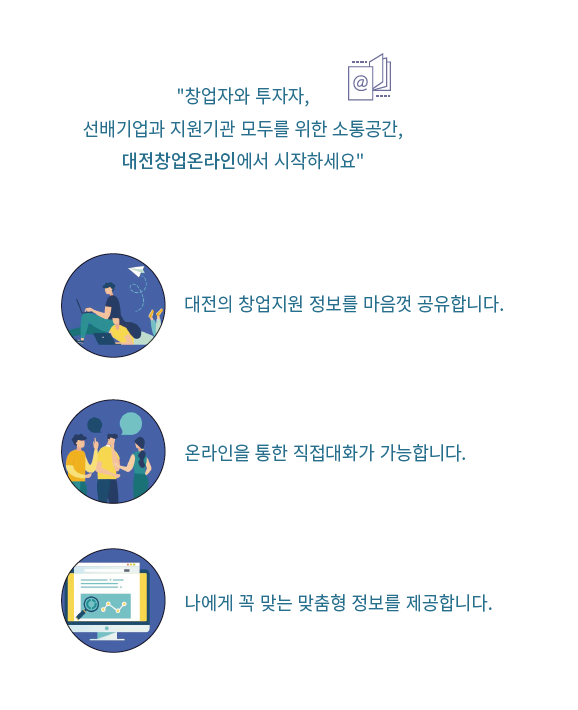 "창업자와 투자자,
선배기업과 지원기관 모두를 위한 소통공간,
대전창업온라인에서 시작하세요"
@
대전의 창업지원 정보를 마음껏 공유합니다.
온라인을 통한 직접대화가 가능합니다.
나에게 꼭 맞는 맞춤형 정보를 제공합니다.